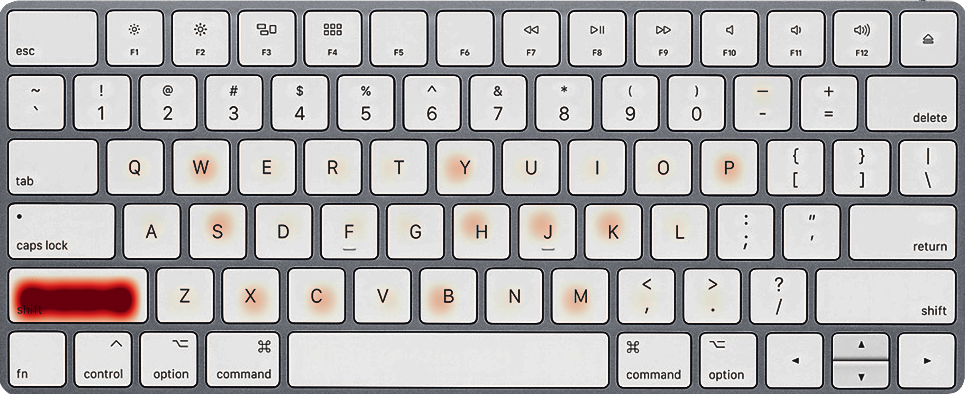 esc F1 F2 F3 F4 F5 F6 F7 F8 F9 F10 F11 F12
~ ! @ # $ % ^ & * ( ) — +
` 1 2 3 4 5 6 7 8 9 0 - = delete
tab Q W E R T Y U I O P { [ } ] | \
caps lock A S D F G H J K L : ; " ' return
shift Z X C V B N M < , > . ? / shift
fn control option command command option